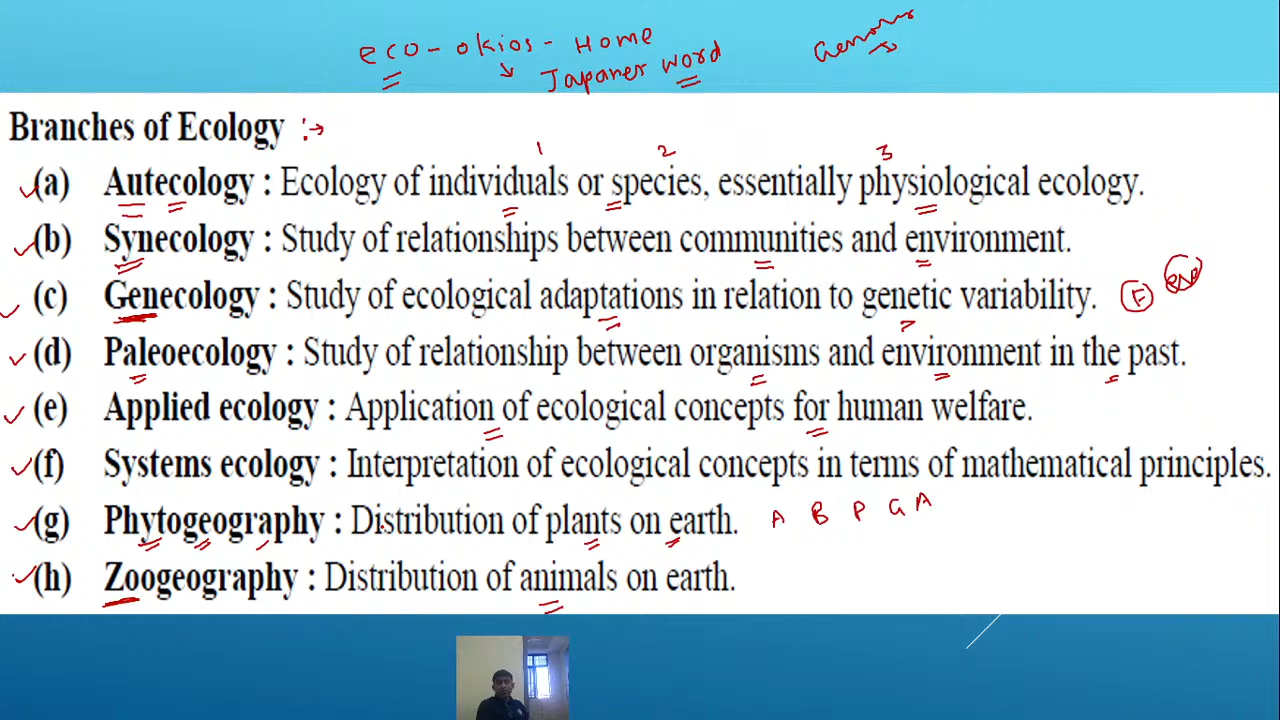 eco - okios - Home
Japanes word
Branches of Ecology :→
1 2 3
(a) Autecology : Ecology of individuals or species, essentially physiological ecology.
(b) Synecology : Study of relationships between communities and environment.
(c) Genecology : Study of ecological adaptations in relation to genetic variability. F
(d) Paleoecology : Study of relationship between organisms and environment in the past.
(e) Applied ecology : Application of ecological concepts for human welfare.
(f) Systems ecology : Interpretation of ecological concepts in terms of mathematical principles.
(g) Phytogeography : Distribution of plants on earth. A B P G A
(h) Zoogeography : Distribution of animals on earth.